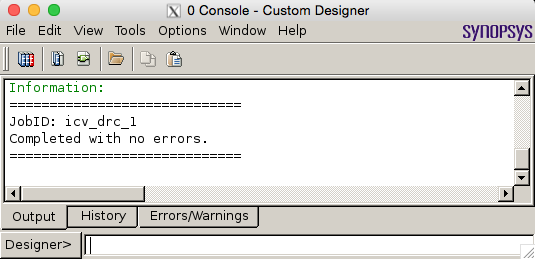 X 0 Console - Custom Designer
File View Tools Options Window Help
SYNOPSYS
Information:
=============================
JobID: icv_drc_1
Completed with no errors.
=============================
Output History Errors/Warnings
Designer>